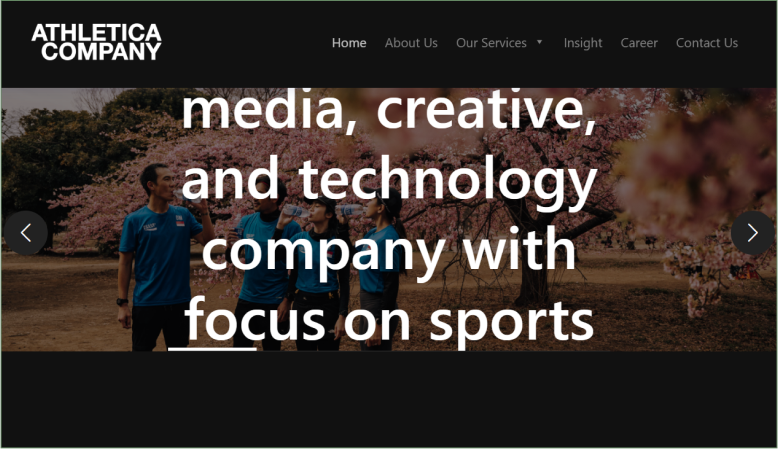 ATHLETICA
COMPANY
Home About Us Our Services Insight Career Contact Us
media, creative,
and technology
company with
focus on sports